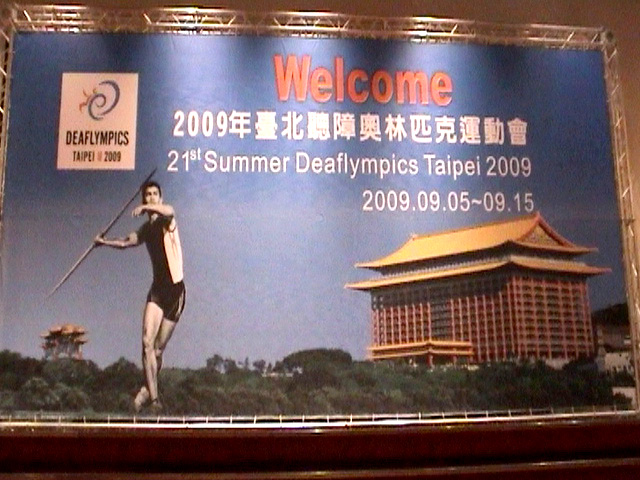 Welcome
DEAFLYMPICS
TAIPEI 2009
2009年臺北聽障奧林匹克運動會
21st Summer Deaflympics Taipei 2009
2009.09.05~09.15